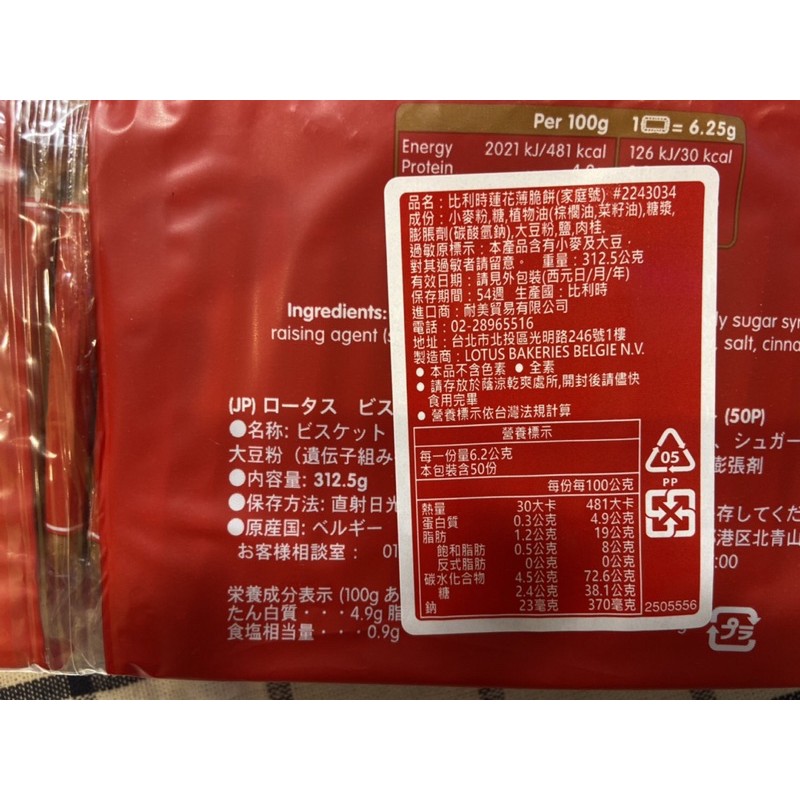 Per 100g 1 = 6.25g
Energy 2021 kJ/481 kcal 126 kJ/30 kcal
Protein
品名：比利時蓮花薄脆餅(家庭號) #2243034
成份：小麥粉,糖,植物油(棕櫚油,菜籽油),糖漿,
膨脹劑(碳酸氫鈉),大豆粉,鹽,肉桂.
過敏原標示：本產品含有小麥及大豆．
對其過敏者請留意。 重量：312.5公克
有效日期：請見外包裝(西元日/月/年)
保存期間：54週 生產國：比利時
進口商：耐美貿易有限公司
電話：02-28965516
地址：台北市北投區光明路246號1樓
製造商：LOTUS BAKERIES BELGIE N.V.
● 本品不含色素 ● 全素
● 請存放於蔭涼乾爽處所,開封後請儘快
食用完畢
● 營養標示依台灣法規計算
營養標示
每一份量6.2公克
本包裝含50份
每份每100公克
熱量 30大卡 481大卡
蛋白質 0.3公克 4.9公克
脂肪 1.2公克 19公克
飽和脂肪 0.5公克 8公克
反式脂肪 0公克 0公克
碳水化合物 4.5公克 72.6公克
糖 2.4公克 38.1公克
鈉 23毫克 370毫克
2505556
05
PP
Ingredients:
raising agent (
y sugar syr
salt, cinna
(JP) ロータス ビス
(50P)
●名称: ビスケット
、シュガー
大豆粉（遺伝子組み
膨張剤
●内容量: 312.5g
●保存方法: 直射日光
存してくだ
●原産国: ベルギー
港区北青山
お客様相談室： 01
:00
栄養成分表示 (100g あ
たん白質・・・4.9g 脂
食塩相当量・・・0.9g
プラ